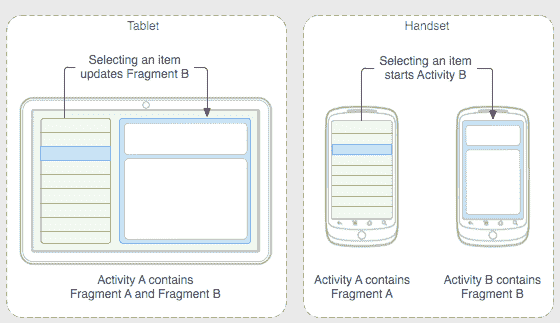 Tablet
Selecting an item
updates Fragment B
Activity A contains
Fragment A and Fragment B
Handset
Selecting an item
starts Activity B
Activity A contains
Fragment A
Activity B contains
Fragment B